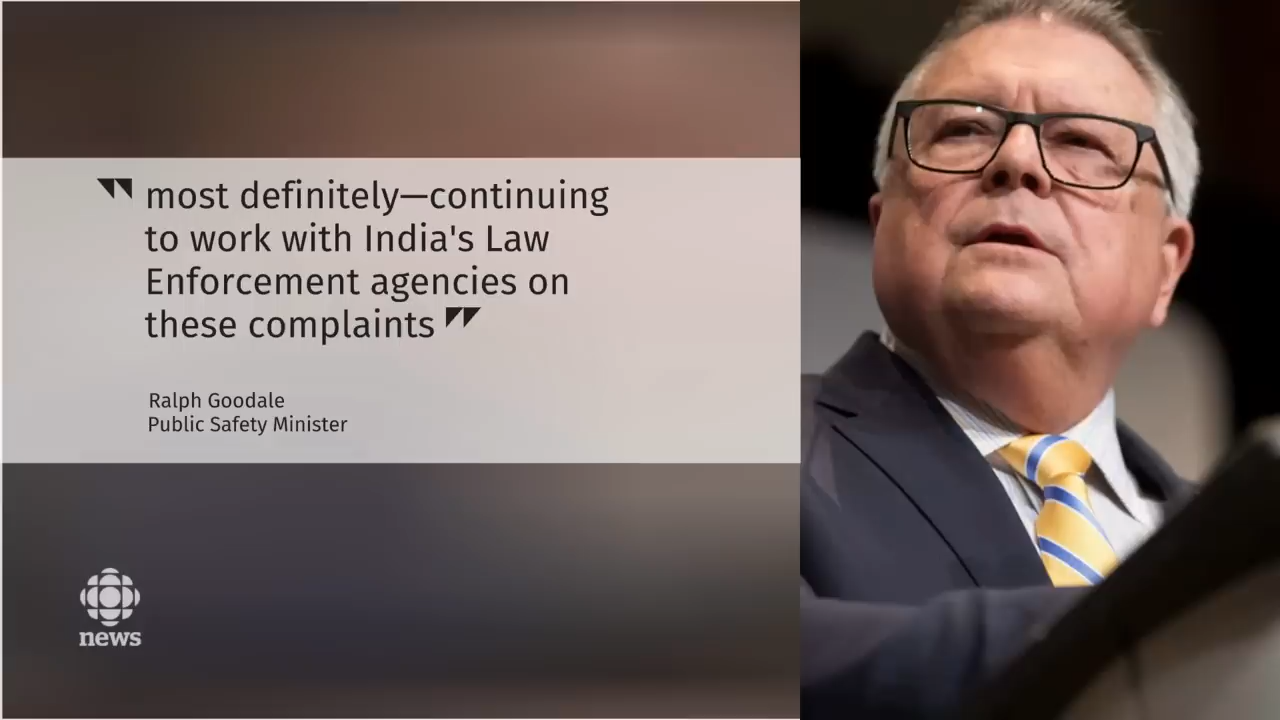 " most definitely—continuing
to work with India's Law
Enforcement agencies on
these complaints "
Ralph Goodale
Public Safety Minister
news